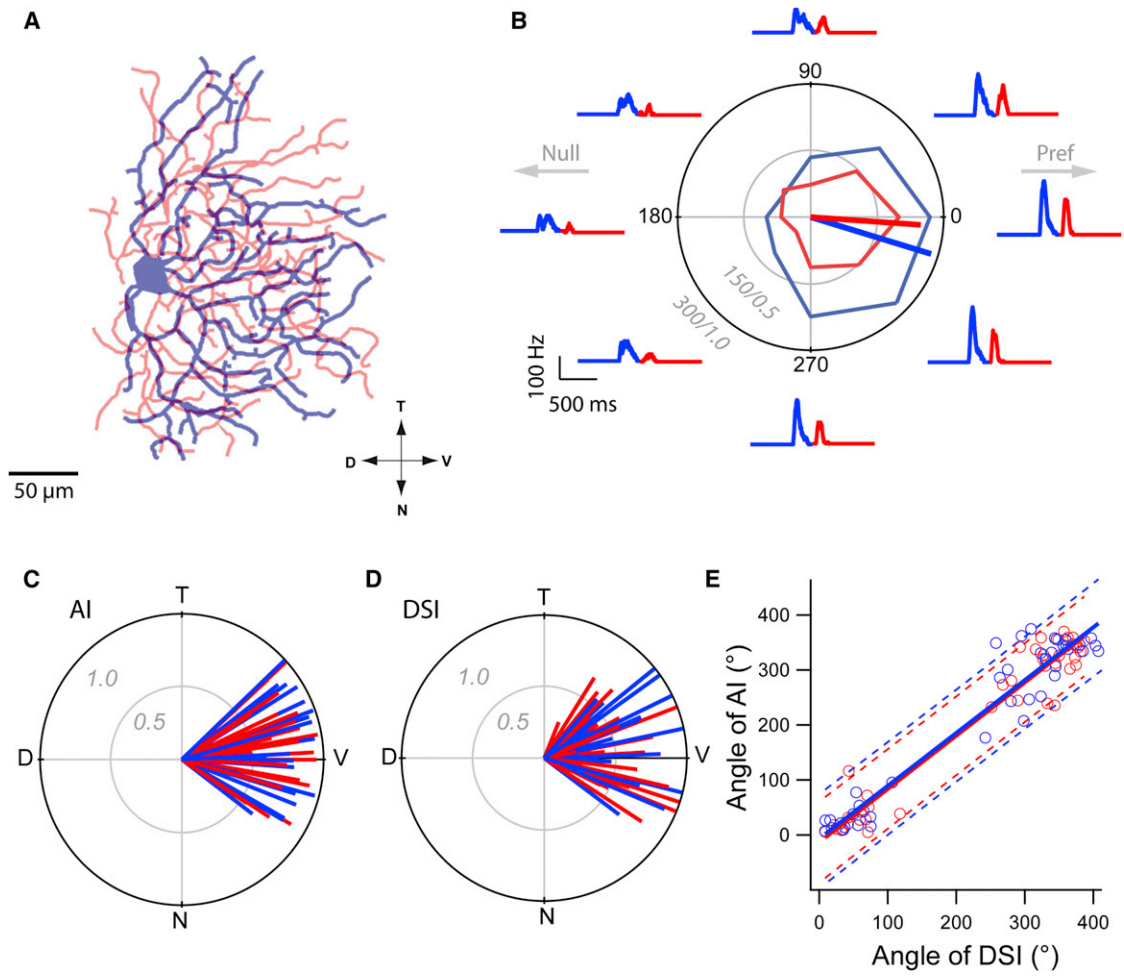 A
50 µm
T
D
V
N
B
90
Null
Pref
180
0
150/0.5
300/1.0
270
100 Hz
500 ms
C
AI
T
1.0
0.5
D
V
N
D
DSI
T
1.0
0.5
D
V
N
E
Angle of AI (°)
400
300
200
100
0
0 100 200 300 400
Angle of DSI (°)